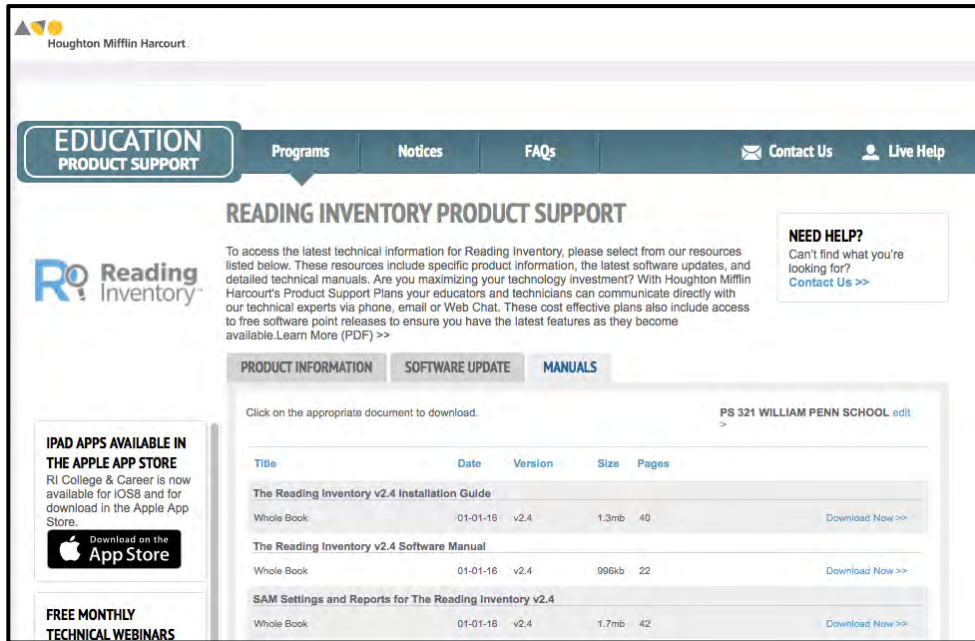 Houghton Mifflin Harcourt
EDUCATION
PRODUCT SUPPORT
Programs
Notices
FAQs
Contact Us
Live Help
READING INVENTORY PRODUCT SUPPORT
To access the latest technical information for Reading Inventory, please select from our resources
listed below. These resources include specific product information, the latest software updates, and
detailed technical manuals. Are you maximizing your technology investment? With Houghton Mifflin
Harcourt's Product Support Plans your educators and technicians can communicate directly with
our technical experts via phone, email or Web Chat. These cost effective plans also include access
to free software point releases to ensure you have the latest features as they become
available.Learn More (PDF) >>
NEED HELP?
Can't find what you're
looking for?
Contact Us >>
Reading
Inventory™
PRODUCT INFORMATION
SOFTWARE UPDATE
MANUALS
Click on the appropriate document to download.
PS 321 WILLIAM PENN SCHOOL edit
>
Title Date Version Size Pages
The Reading Inventory v2.4 Installation Guide
Whole Book 01-01-16 v2.4 1.3mb 40 Download Now >>
The Reading Inventory v2.4 Software Manual
Whole Book 01-01-16 v2.4 996kb 22 Download Now >>
SAM Settings and Reports for The Reading Inventory v2.4
Whole Book 01-01-16 v2.4 1.7mb 42 Download Now >>
IPAD APPS AVAILABLE IN
THE APPLE APP STORE
RI College & Career is now
available for iOS8 and for
download in the Apple App
Store.
Download on the
App Store
FREE MONTHLY
TECHNICAL WEBINARS